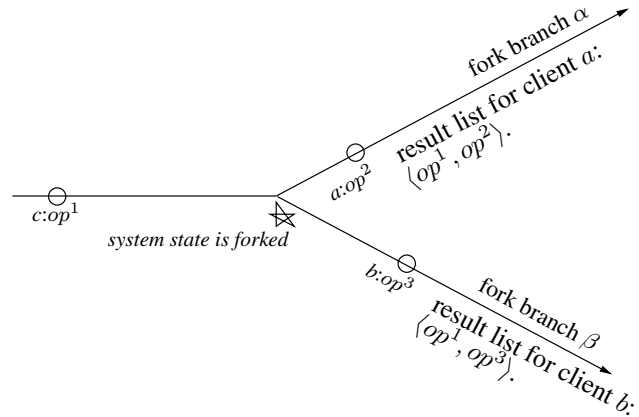 fork branch α
result list for client a:
⟨op¹, op²⟩.
a:op²
c:op¹
system state is forked
b:op³
fork branch β
result list for client b:
⟨op¹, op³⟩.